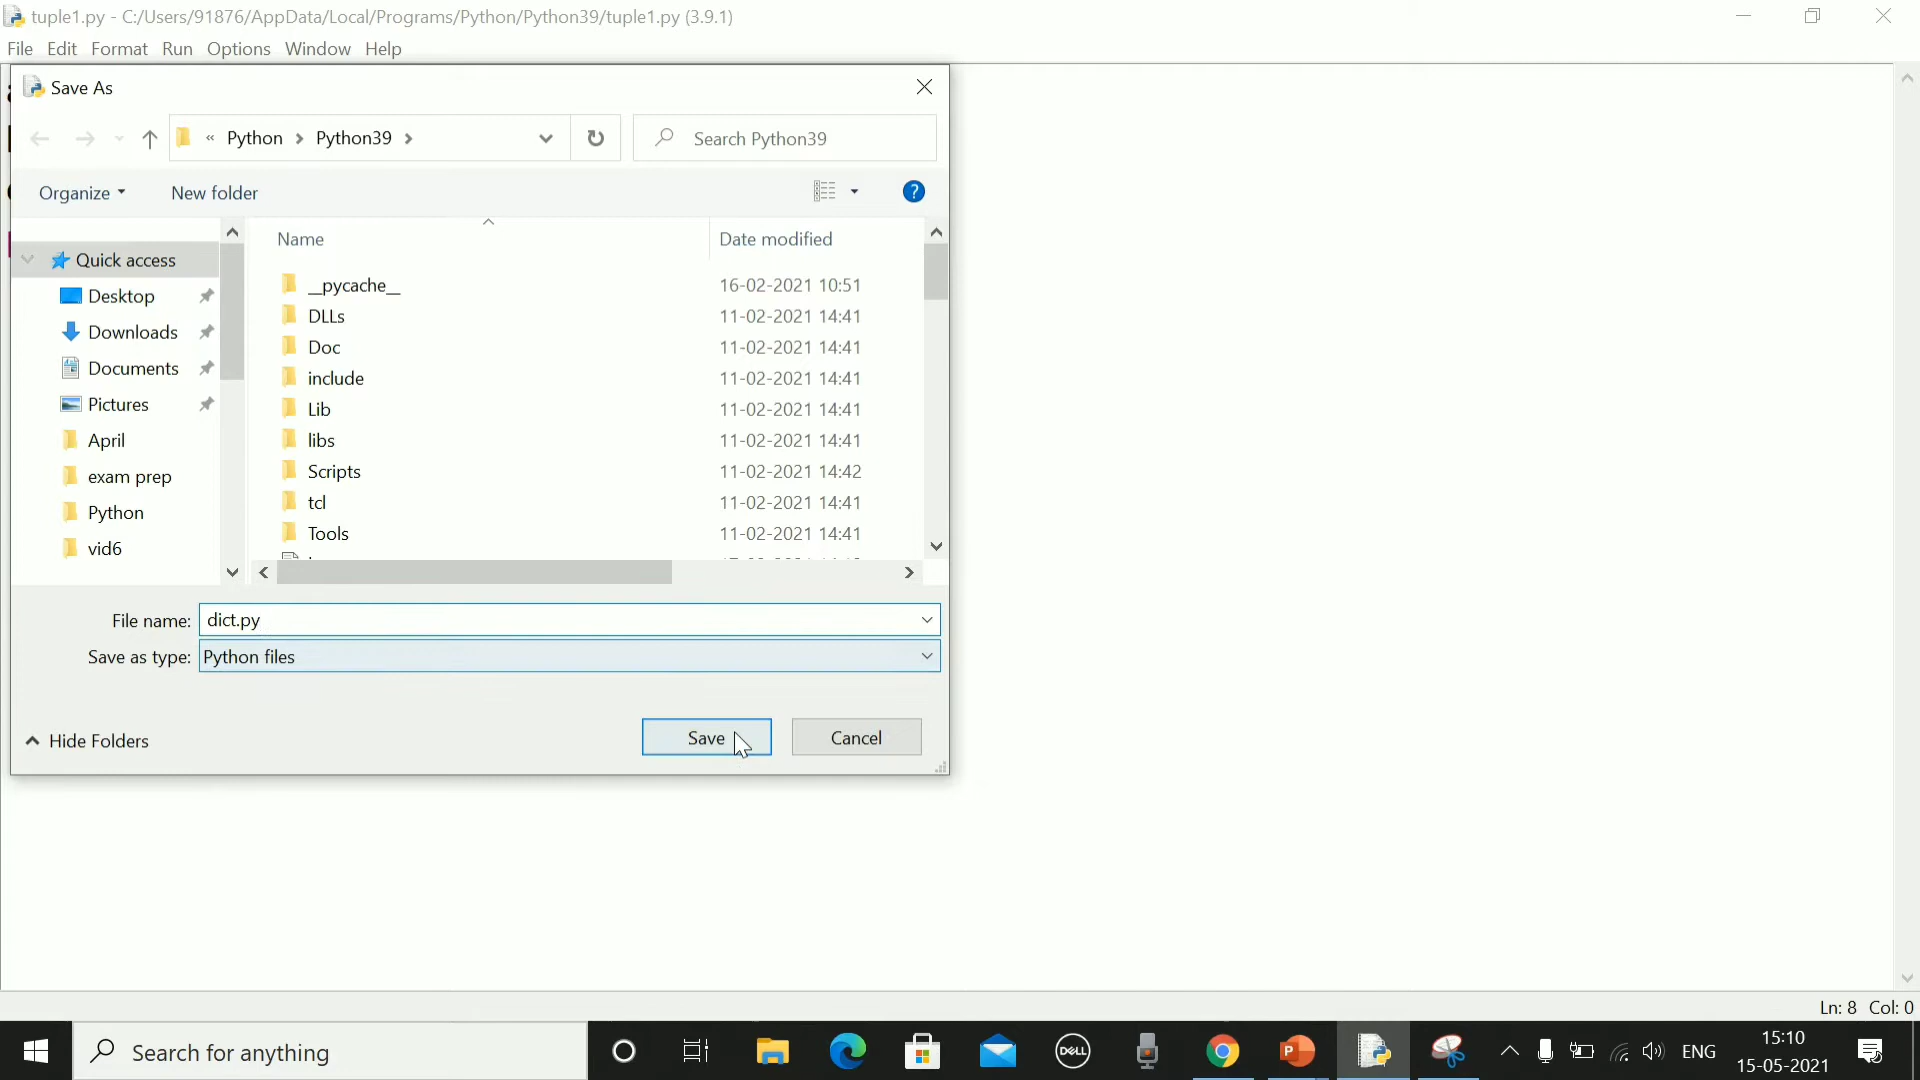 tuple1.py - C:/Users/91876/AppData/Local/Programs/Python/Python39/tuple1.py (3.9.1)
File Edit Format Run Options Window Help
Save As
« Python > Python39 >
Search Python39
Organize
New folder
?
Name
Date modified
Quick access
Desktop
Downloads
Documents
Pictures
April
exam prep
Python
vid6
__pycache__ 16-02-2021 10:51
DLLs 11-02-2021 14:41
Doc 11-02-2021 14:41
include 11-02-2021 14:41
Lib 11-02-2021 14:41
libs 11-02-2021 14:41
Scripts 11-02-2021 14:42
tcl 11-02-2021 14:41
Tools 11-02-2021 14:41
File name: dict.py
Save as type: Python files
Hide Folders
Save
Cancel
Ln: 8 Col: 0
Search for anything
DELL
P
ENG
15:10
15-05-2021